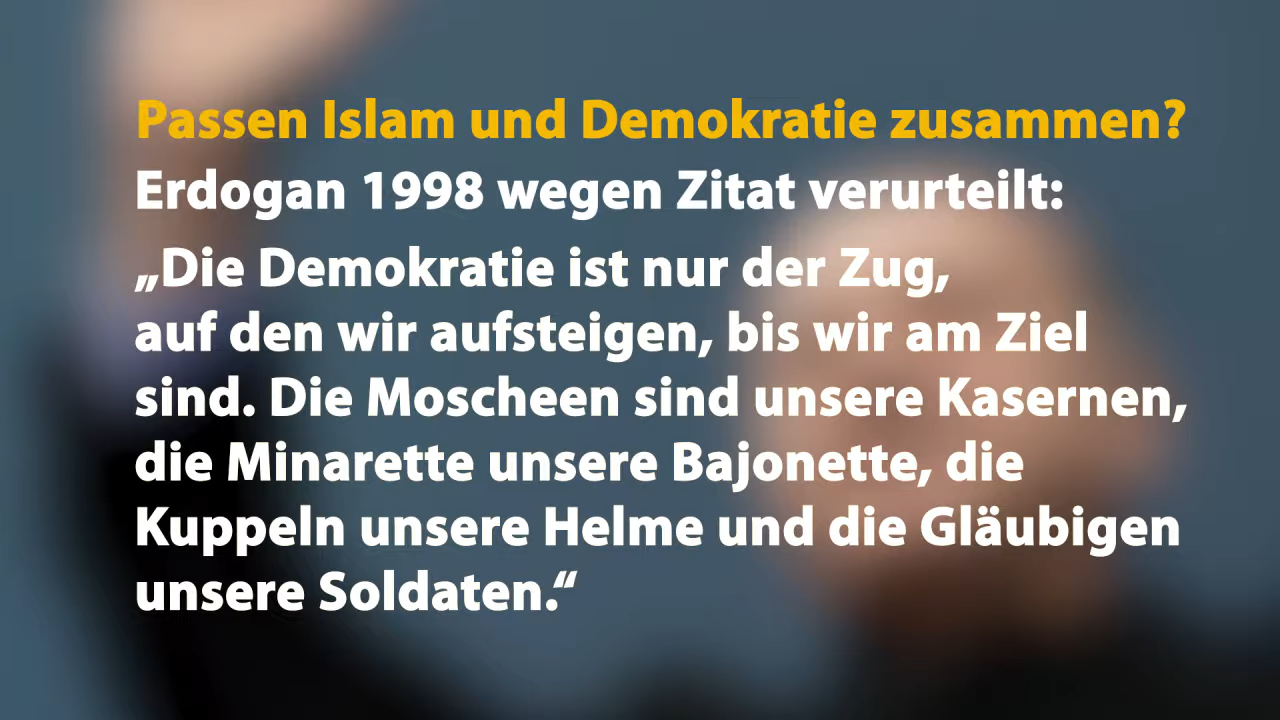 Passen Islam und Demokratie zusammen?
Erdogan 1998 wegen Zitat verurteilt:
„Die Demokratie ist nur der Zug,
auf den wir aufsteigen, bis wir am Ziel
sind. Die Moscheen sind unsere Kasernen,
die Minarette unsere Bajonette, die
Kuppeln unsere Helme und die Gläubigen
unsere Soldaten.“